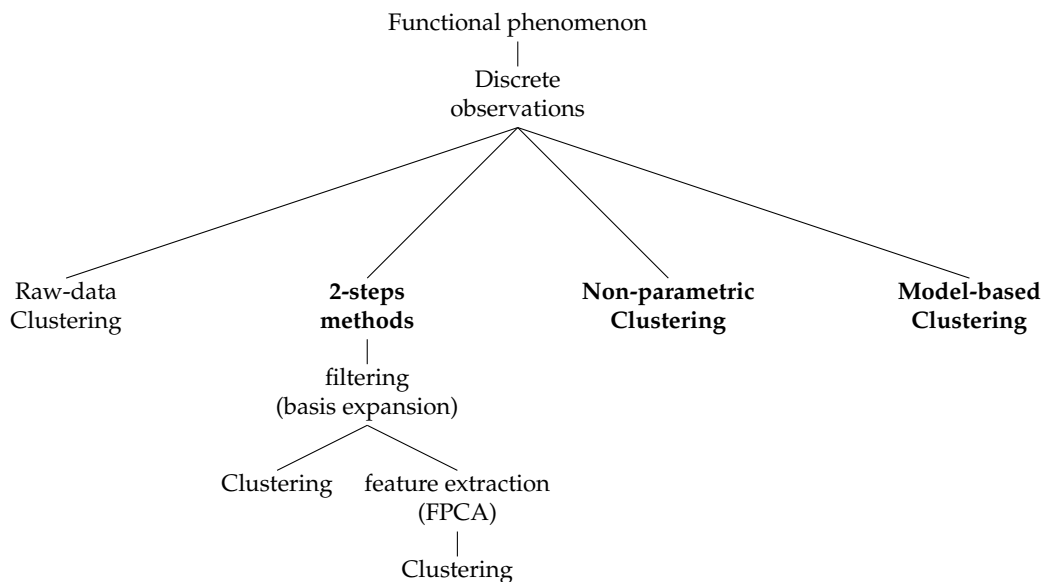 Functional phenomenon
Discrete
observations
Raw-data
Clustering
2-steps
methods
Non-parametric
Clustering
Model-based
Clustering
filtering
(basis expansion)
Clustering
feature extraction
(FPCA)
Clustering